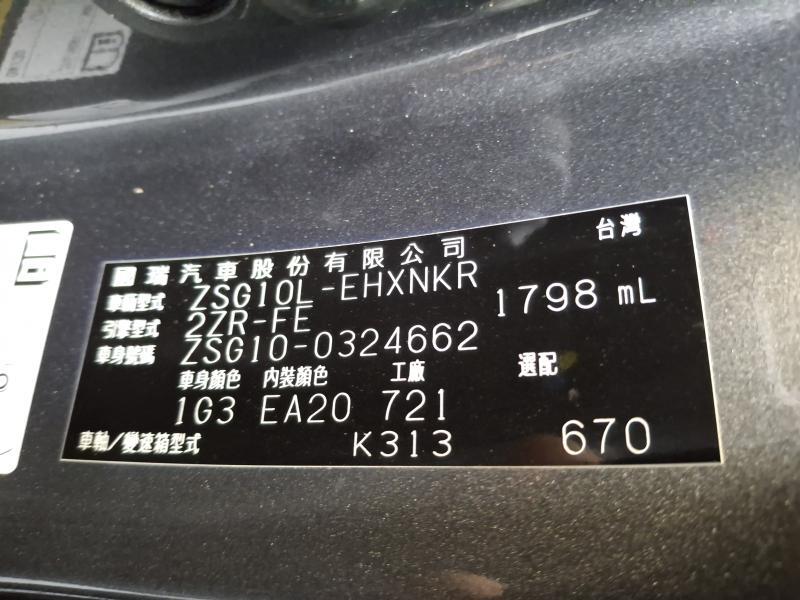 台灣
國瑞汽車股份有限公司
車輛型式 ZSG10L-EHXNKR
引擎型式 2ZR-FE 1798 mL
車身號碼 ZSG10-0324662
車身顏色 內裝顏色 工廠 選配
1G3 EA20 721
車軸/變速箱型式 K313 670